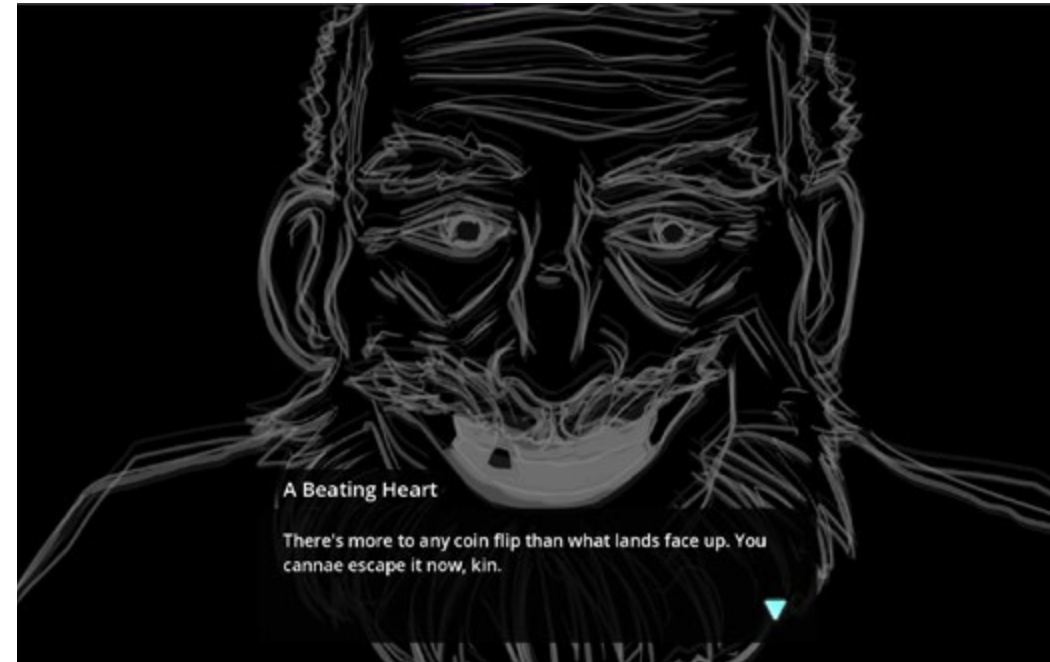 A Beating Heart
There's more to any coin flip than what lands face up. You
cannae escape it now, kin.